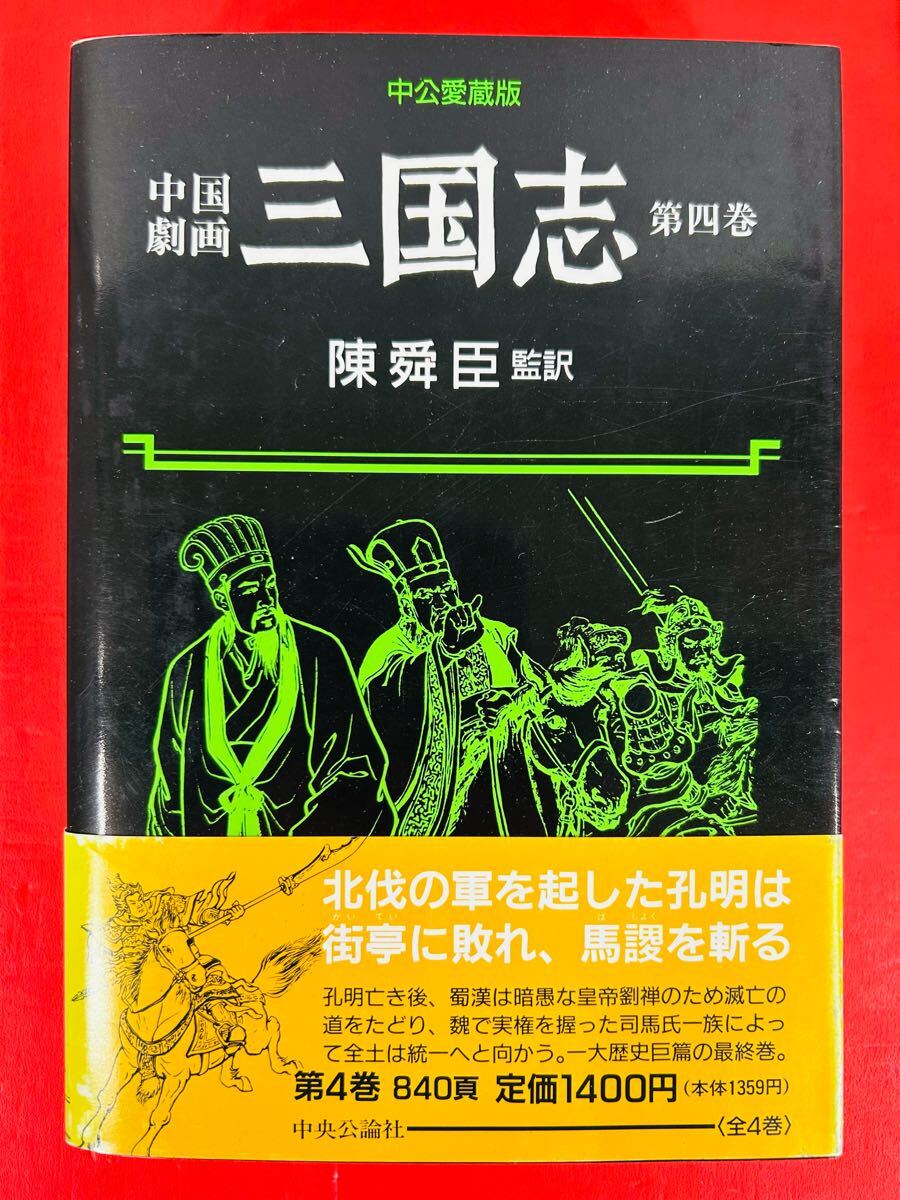 中公愛蔵版
中国劇画 三国志 第四巻
陳舜臣 監訳
北伐の軍を起した孔明は
がいてい ばしょく
街亭に敗れ、馬謖を斬る
孔明亡き後、蜀漢は暗愚な皇帝劉禅のため滅亡の
道をたどり、魏で実権を握った司馬氏一族によっ
て全土は統一へと向かう。一大歴史巨篇の最終巻。
第4巻 840頁 定価1400円(本体1359円)
中央公論社 〈全4巻〉